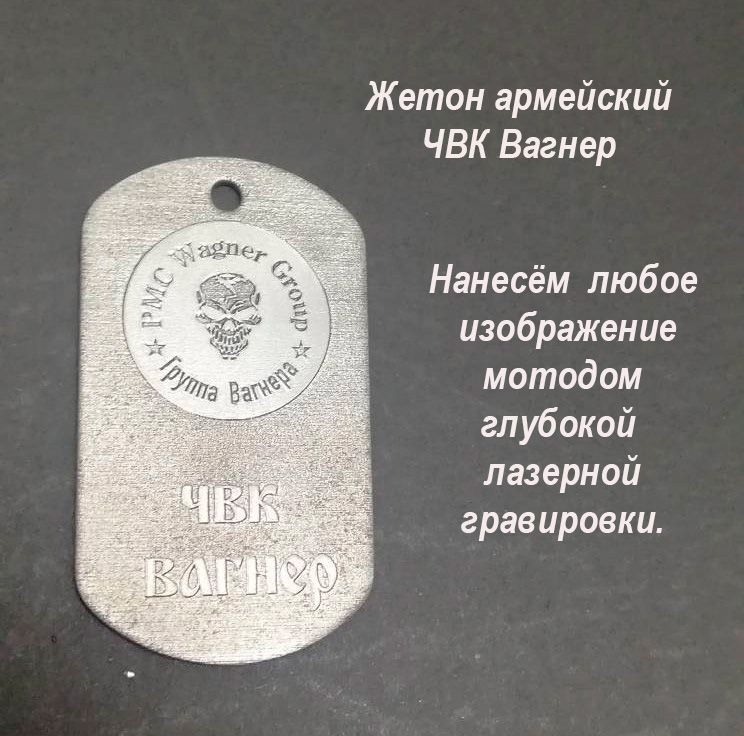 Жетон армейский
ЧВК Вагнер
PMC Wagner Group
Группа Вагнера
ЧВК
Вагнер
Нанесём любое
изображение
мотодом
глубокой
лазерной
гравировки.